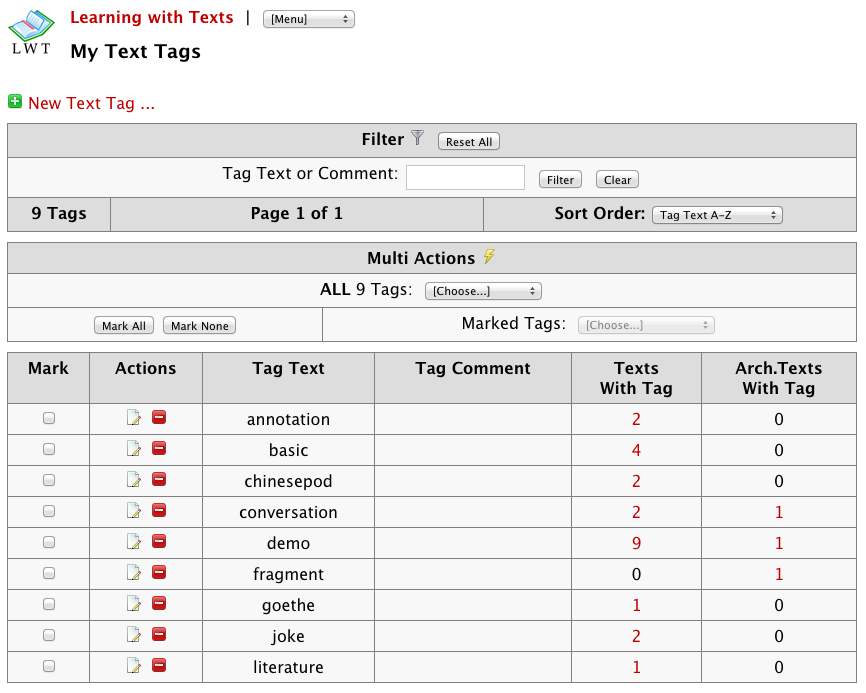 Learning with Texts | [Menu]
LWT
My Text Tags
New Text Tag ...
Filter Reset All
Tag Text or Comment: Filter Clear
9 Tags Page 1 of 1 Sort Order: Tag Text A-Z
Multi Actions
ALL 9 Tags: [Choose...]
Mark All Mark None Marked Tags: [Choose...]
Mark Actions Tag Text Tag Comment Texts With Tag Arch.Texts With Tag
annotation 2 0
basic 4 0
chinesepod 2 0
conversation 2 1
demo 9 1
fragment 0 1
goethe 1 0
joke 2 0
literature 1 0